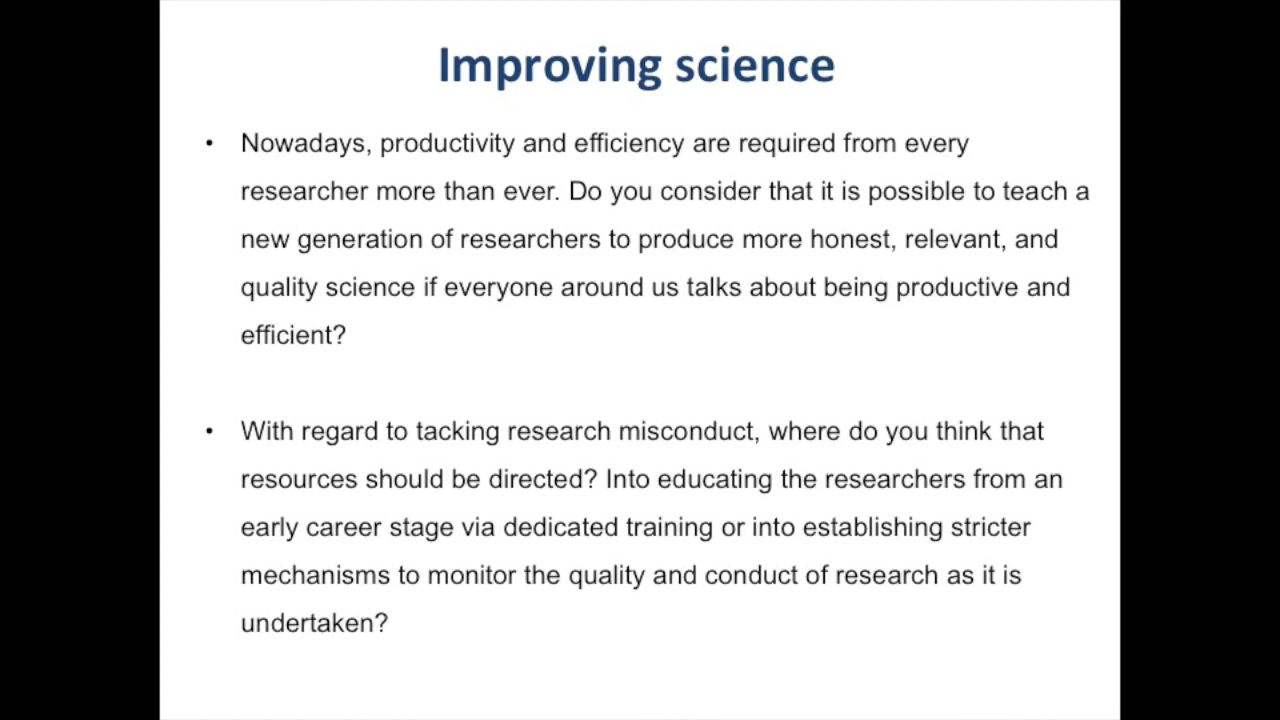 Improving science
• Nowadays, productivity and efficiency are required from every
researcher more than ever. Do you consider that it is possible to teach a
new generation of researchers to produce more honest, relevant, and
quality science if everyone around us talks about being productive and
efficient?
• With regard to tacking research misconduct, where do you think that
resources should be directed? Into educating the researchers from an
early career stage via dedicated training or into establishing stricter
mechanisms to monitor the quality and conduct of research as it is
undertaken?